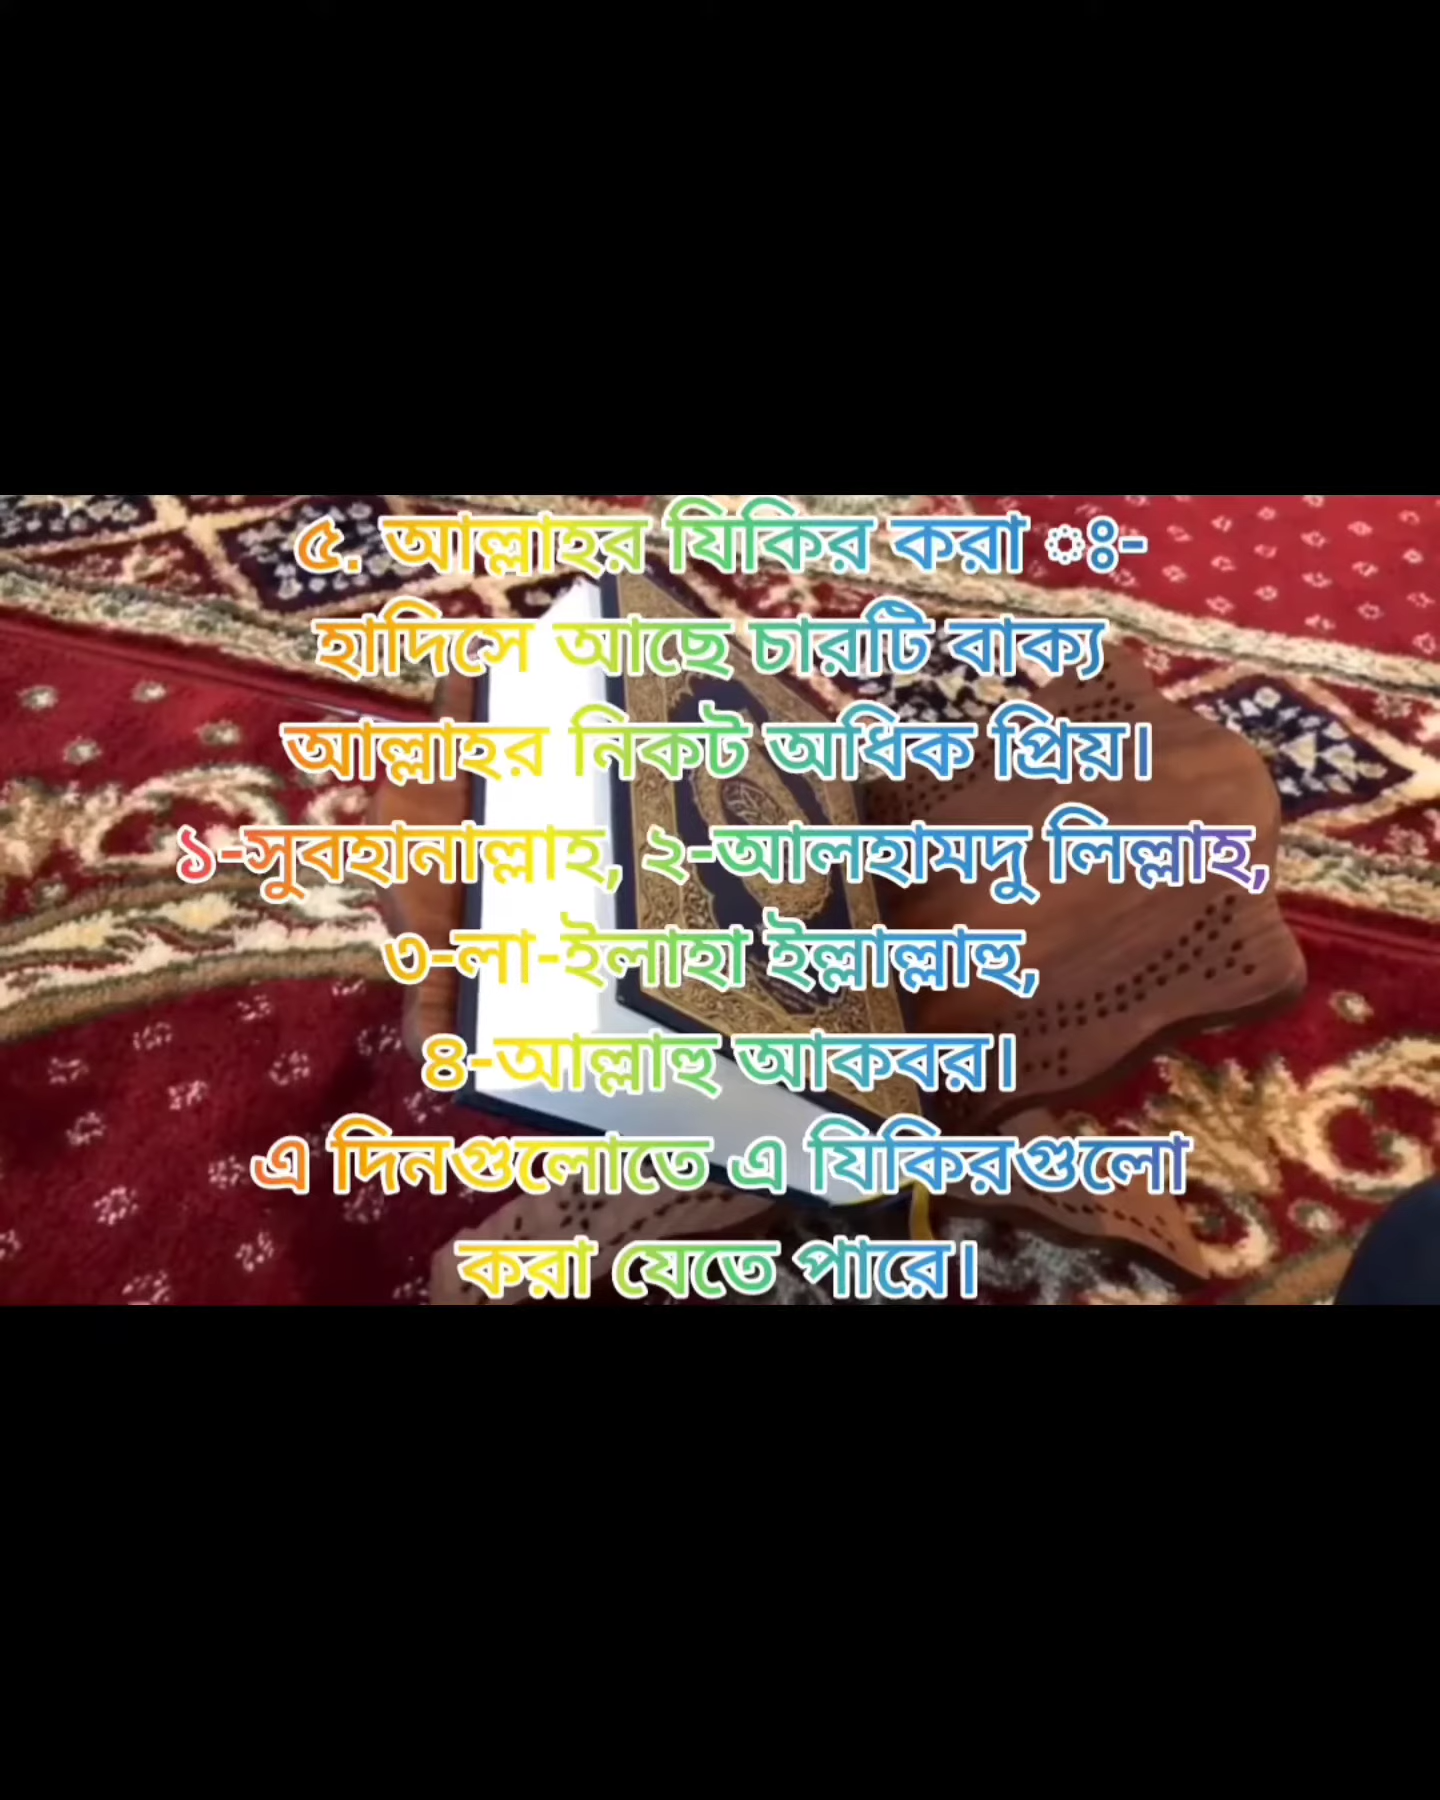 ৫. আল্লাহর যিকির করা ঃ-
হাদিসে আছে চারটি বাক্য
আল্লাহর নিকট অধিক প্রিয়।
১-সুবহানাল্লাহ, ২-আলহামদু লিল্লাহ,
৩-লা-ইলাহা ইল্লাল্লাহু,
৪-আল্লাহু আকবর।
এ দিনগুলোতে এ যিকিরগুলো
করা যেতে পারে।